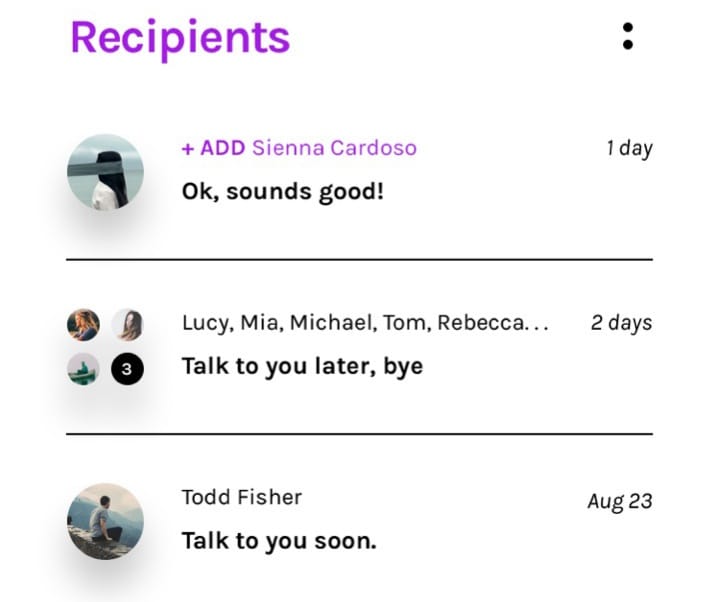 Recipients
+ ADD Sienna Cardoso
1 day
Ok, sounds good!
Lucy, Mia, Michael, Tom, Rebecca...
2 days
3
Talk to you later, bye
Todd Fisher
Aug 23
Talk to you soon.